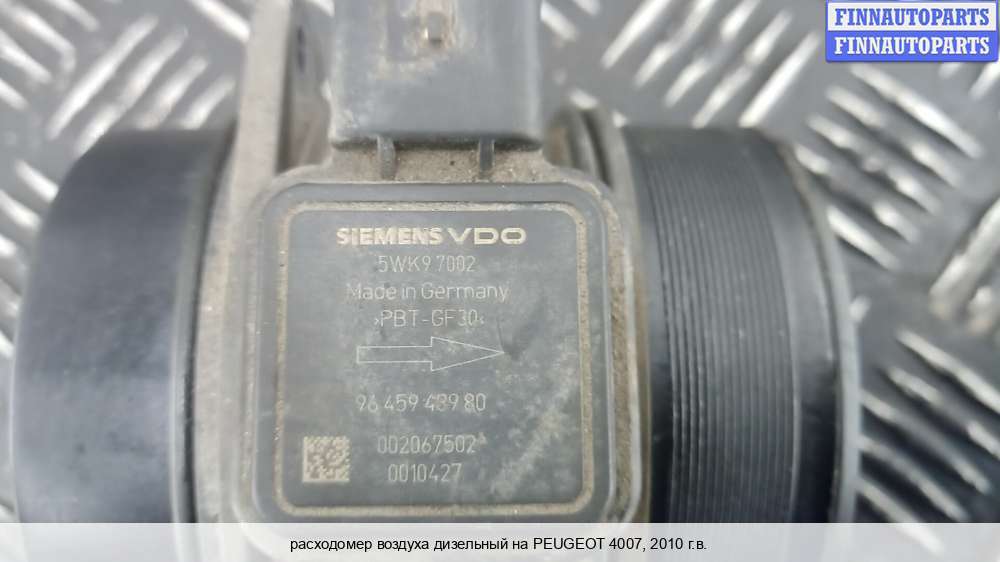 FINNAUTOPARTS
FINNAUTOPARTS
SIEMENS VDO
5WK9 7002
Made in Germany
›PBT-GF30‹
96 459 489 80
002067502
0010427
расходомер воздуха дизельный на PEUGEOT 4007, 2010 г.в.